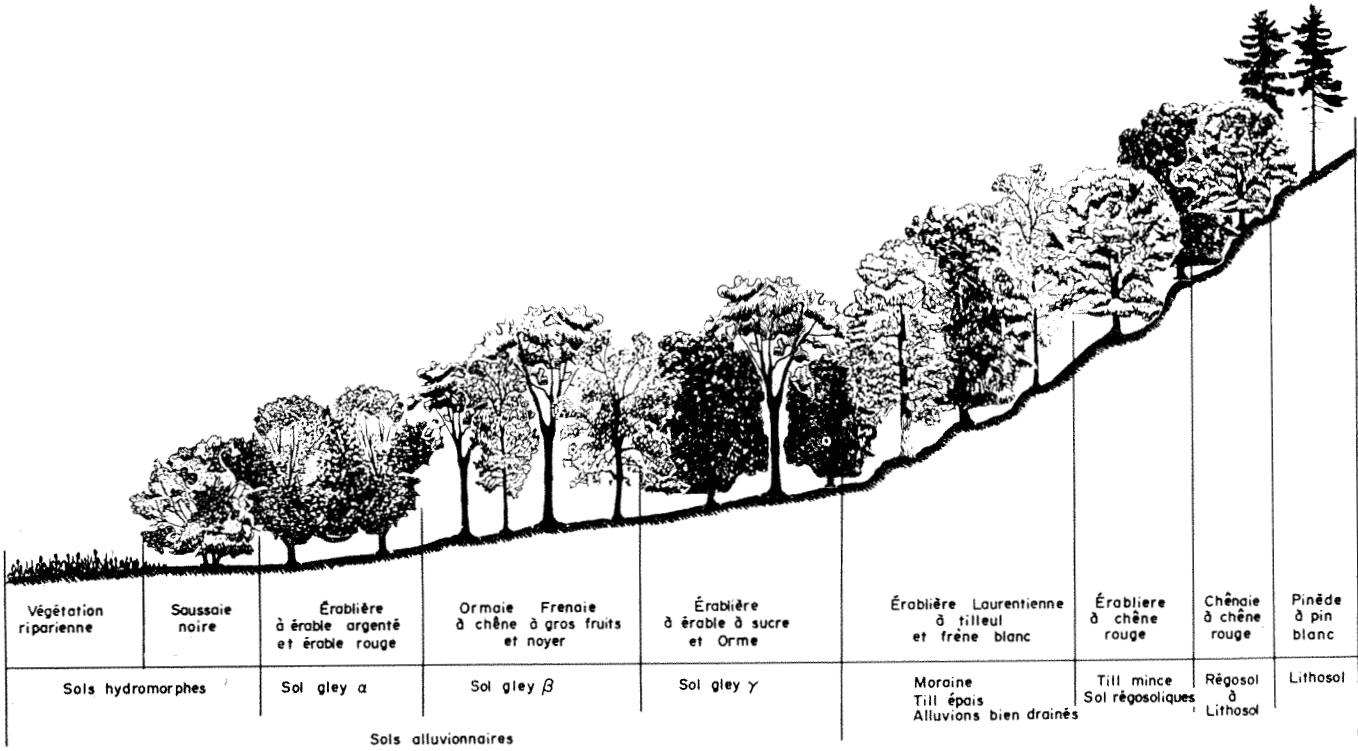 Végétation
riparienne
Saussaie
noire
Érablière
à érable argenté
et érable rouge
Ormaie Frenaie
à chêne à gros fruits
et noyer
Érablière
à érable à sucre
et Orme
Érablière Laurentienne
à tilleul
et frêne blanc
Érabliere
à chêne
rouge
Chênaie
à chêne
rouge
Pinède
à pin
blanc
Sols hydromorphes
Sol gley α
Sol gley β
Sol gley γ
Moraine
Till épais
Alluvions bien drainés
Till mince
Sol régosoliques
Régosol
à
Lithosol
Lithosol
Sols alluvionnaires